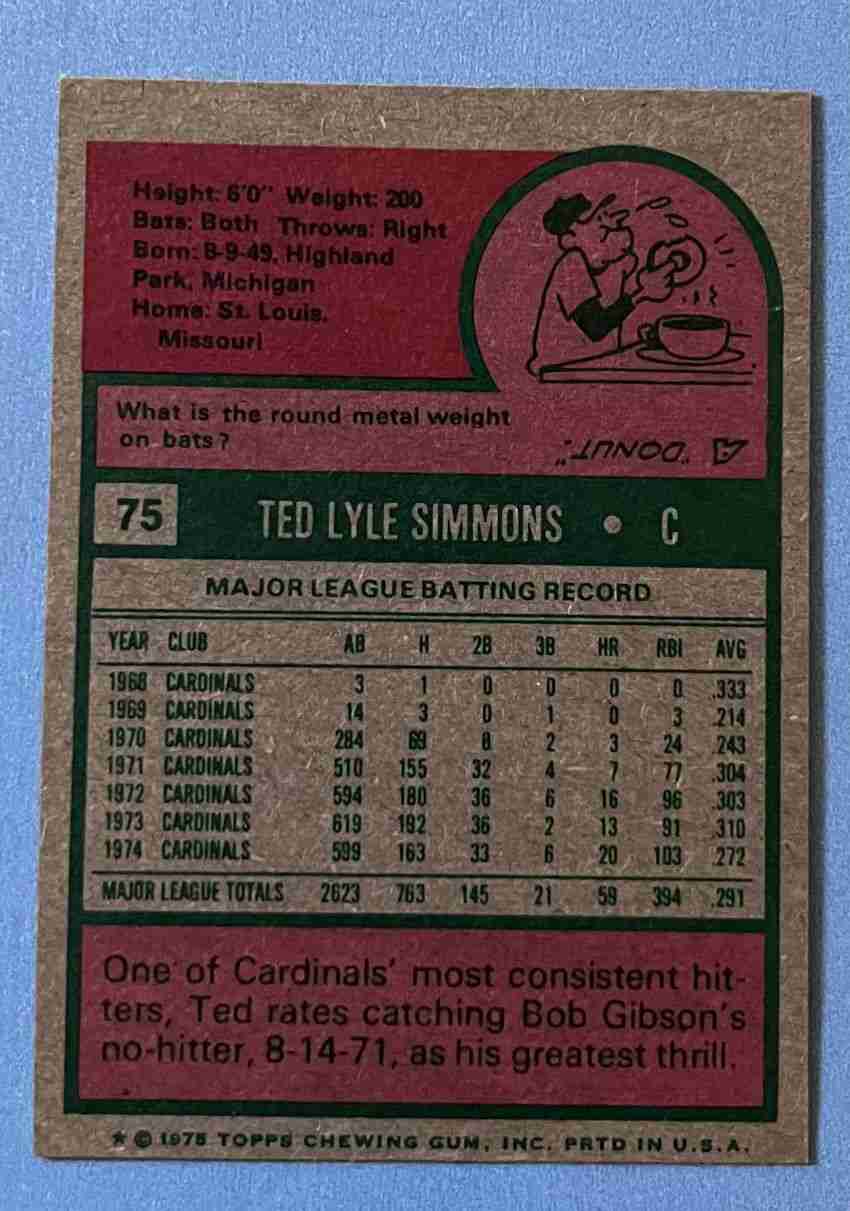 Height: 6'0" Weight: 200
Bats: Both Throws: Right
Born: 8-9-49, Highland
Park, Michigan
Home: St. Louis,
Missouri
What is the round metal weight
on bats?
A "DONUT."
75 TED LYLE SIMMONS • C
MAJOR LEAGUE BATTING RECORD
YEAR CLUB AB H 2B 3B HR RBI AVG
1968 CARDINALS 3 1 0 0 0 0 .333
1969 CARDINALS 14 3 0 1 0 3 .214
1970 CARDINALS 284 69 8 2 3 24 .243
1971 CARDINALS 510 155 32 4 7 77 .304
1972 CARDINALS 594 180 36 6 16 96 .303
1973 CARDINALS 619 192 36 2 13 91 .310
1974 CARDINALS 599 163 33 6 20 103 .272
MAJOR LEAGUE TOTALS 2623 763 145 21 59 394 .291
One of Cardinals' most consistent hit-
ters, Ted rates catching Bob Gibson's
no-hitter, 8-14-71, as his greatest thrill.
* © 1975 TOPPS CHEWING GUM, INC. PRTD IN U.S.A.